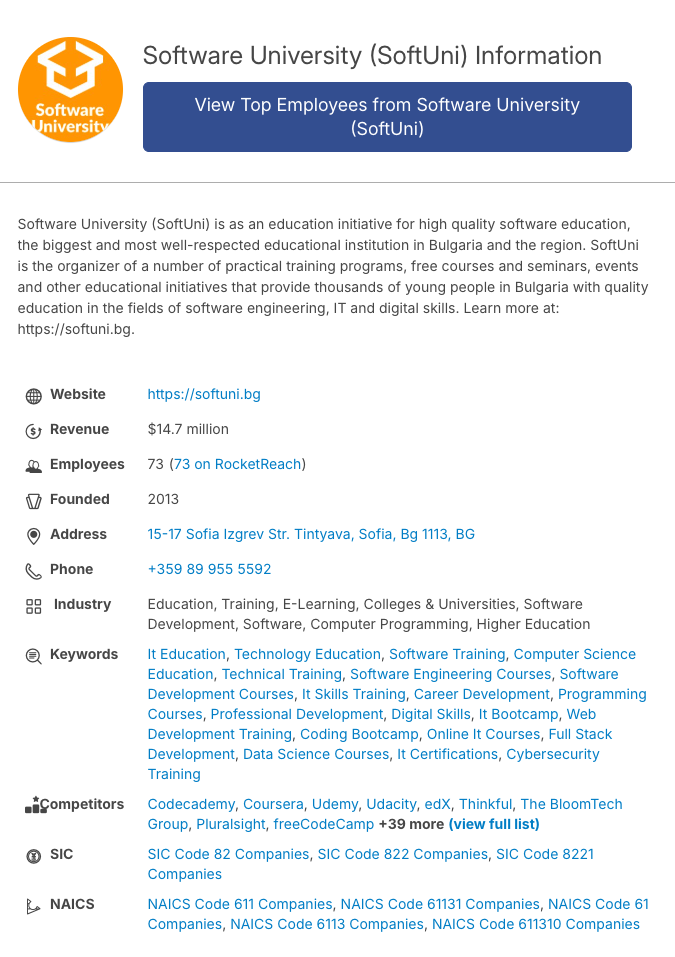 Software
University
Software University (SoftUni) Information
View Top Employees from Software University
(SoftUni)
Software University (SoftUni) is as an education initiative for high quality software education,
the biggest and most well-respected educational institution in Bulgaria and the region. SoftUni
is the organizer of a number of practical training programs, free courses and seminars, events
and other educational initiatives that provide thousands of young people in Bulgaria with quality
education in the fields of software engineering, IT and digital skills. Learn more at:
https://softuni.bg.
Website https://softuni.bg
Revenue $14.7 million
Employees 73 (73 on RocketReach)
Founded 2013
Address 15-17 Sofia Izgrev Str. Tintyava, Sofia, Bg 1113, BG
Phone +359 89 955 5592
Industry Education, Training, E-Learning, Colleges & Universities, Software
Development, Software, Computer Programming, Higher Education
Keywords It Education, Technology Education, Software Training, Computer Science
Education, Technical Training, Software Engineering Courses, Software
Development Courses, It Skills Training, Career Development, Programming
Courses, Professional Development, Digital Skills, It Bootcamp, Web
Development Training, Coding Bootcamp, Online It Courses, Full Stack
Development, Data Science Courses, It Certifications, Cybersecurity
Training
Competitors Codecademy, Coursera, Udemy, Udacity, edX, Thinkful, The BloomTech
Group, Pluralsight, freeCodeCamp +39 more (view full list)
SIC SIC Code 82 Companies, SIC Code 822 Companies, SIC Code 8221
Companies
NAICS NAICS Code 611 Companies, NAICS Code 61131 Companies, NAICS Code 61
Companies, NAICS Code 6113 Companies, NAICS Code 611310 Companies